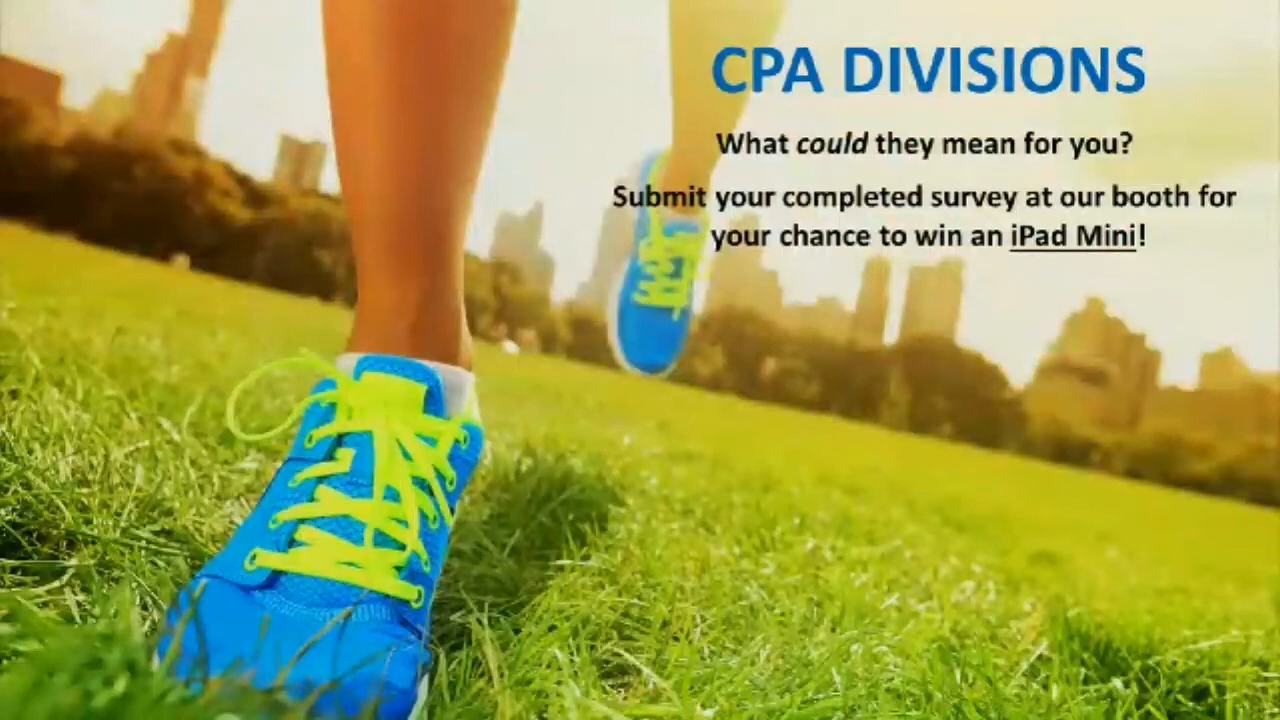 CPA DIVISIONS
What could they mean for you?
Submit your completed survey at our booth for
your chance to win an iPad Mini!